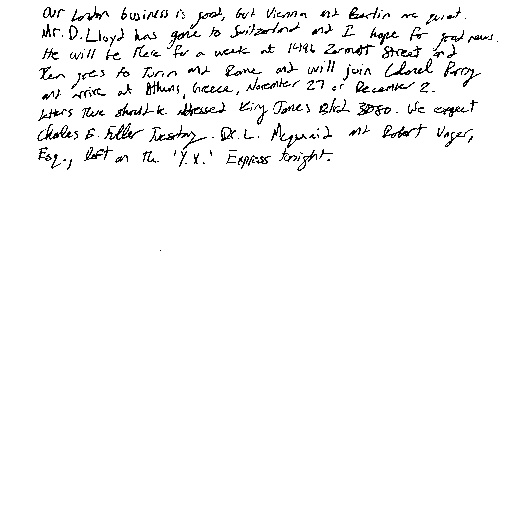 Our London business is good, but Vienna and Berlin are quiet.
Mr. D. Lloyd has gone to Switzerland and I hope for good news.
He will be there for a week at 1496 Zermott Street and
then goes to Turin and Rome and will join Colonel Parry
and arrive at Athens, Greece, November 27 or December 2.
Letters there should be addressed King James Blvd 3080. We expect
Charles E. Fuller Tuesday. Dr. L. McQuaid and Robert Unger,
Esq., left on the 'Y.X.' Express tonight.